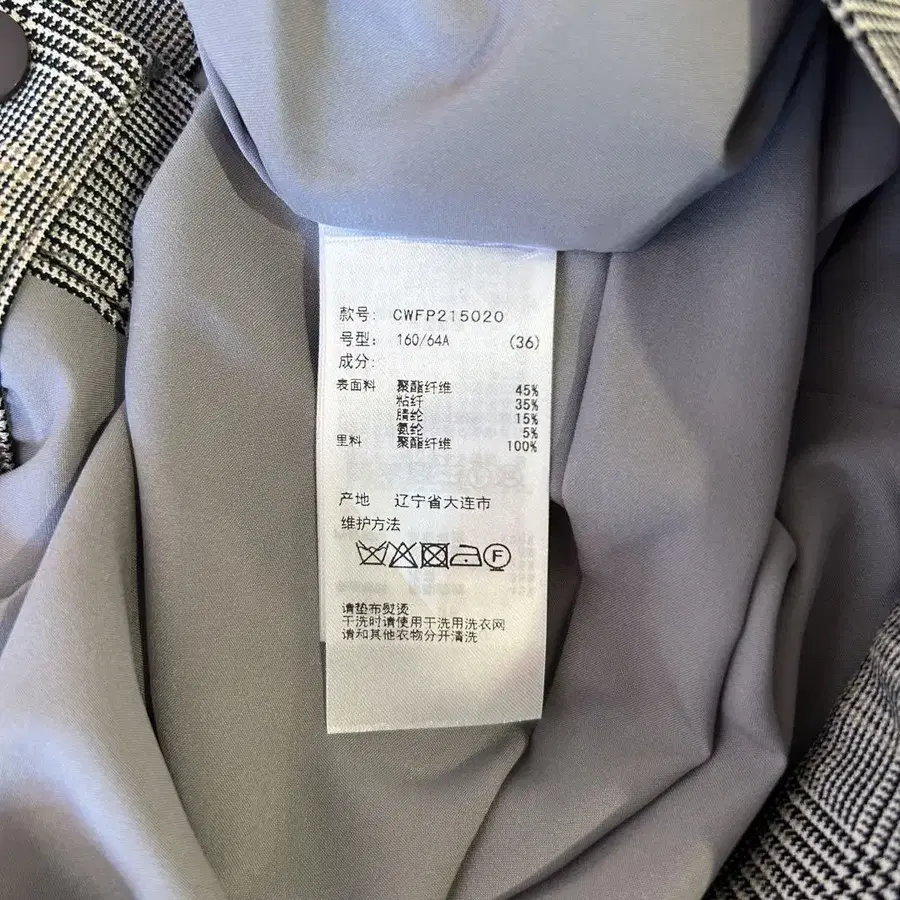 款号: CWFP215020
号型: 160/64A (36)
成分:
表面料 聚酯纤维 45%
粘纤 35%
腈纶 15%
氨纶 5%
里料 聚酯纤维 100%
产地 辽宁省大连市
维护方法
F
请垫布熨烫
干洗时请使用干洗用洗衣网
请和其他衣物分开清洗